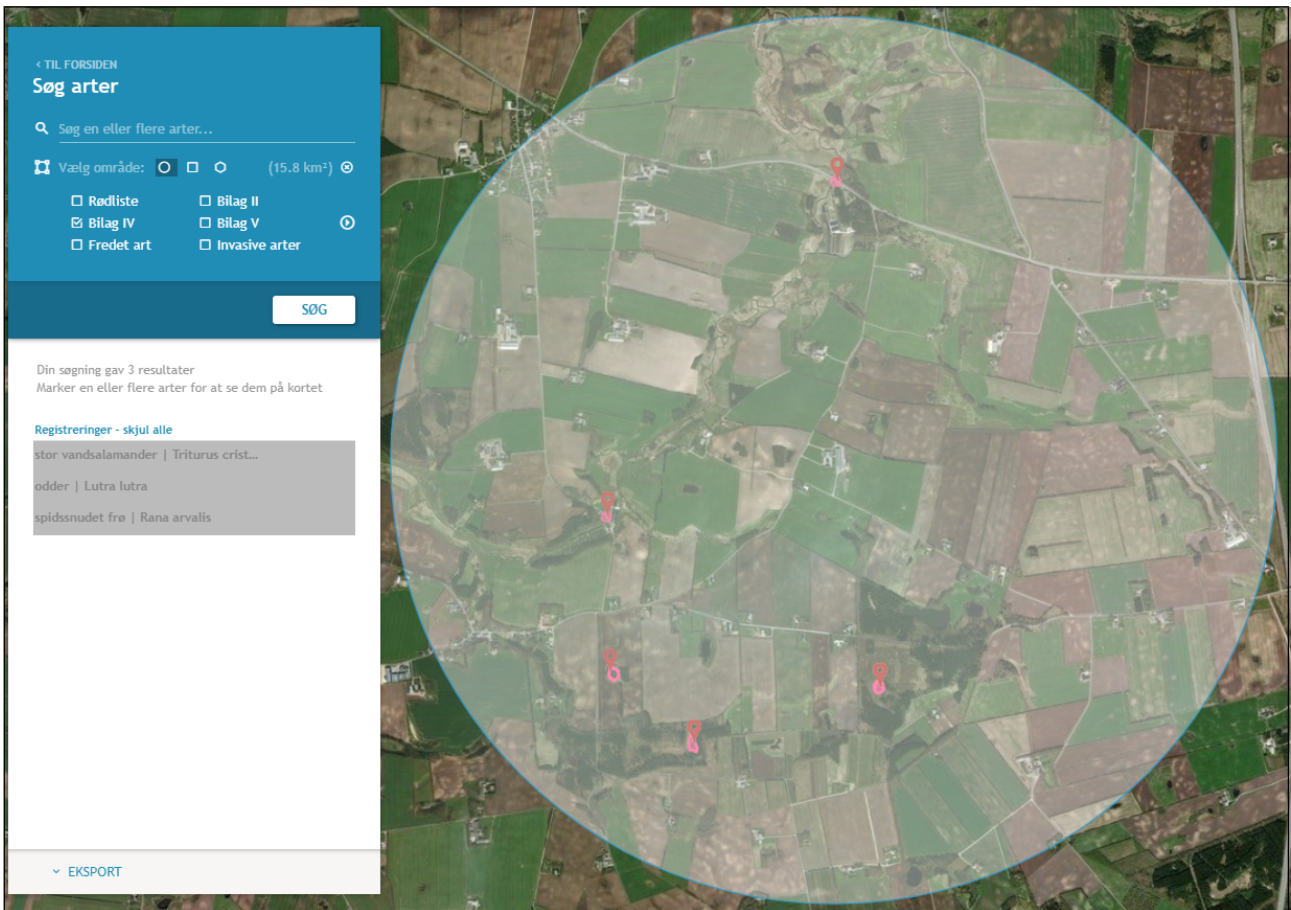 ‹ TIL FORSIDEN
Søg arter
Søg en eller flere arter...
Vælg område: (15.8 km²)
Rødliste Bilag II
Bilag IV Bilag V
Fredet art Invasive arter
SØG
Din søgning gav 3 resultater
Marker en eller flere arter for at se dem på kortet
Registreringer - skjul alle
stor vandsalamander | Triturus crist...
odder | Lutra lutra
spidssnudet frø | Rana arvalis
EKSPORT